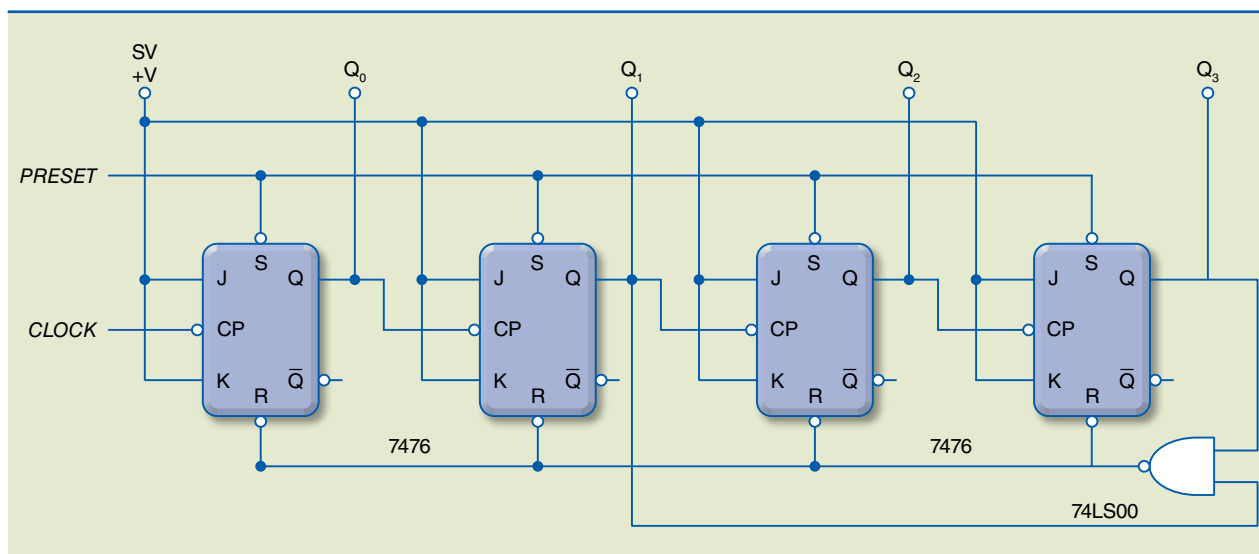 SV
+V
Q0 Q1 Q2 Q3
PRESET
S S S S
J Q J Q J Q J Q
CLOCK CP CP CP CP
K Q̅ K Q̅ K Q̅ K Q̅
R R R R
7476 7476
74LS00